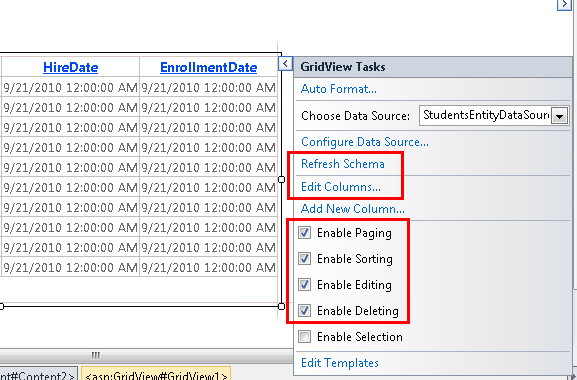 HireDate EnrollmentDate
9/21/2010 12:00:00 AM 9/21/2010 12:00:00 AM
9/21/2010 12:00:00 AM 9/21/2010 12:00:00 AM
9/21/2010 12:00:00 AM 9/21/2010 12:00:00 AM
9/21/2010 12:00:00 AM 9/21/2010 12:00:00 AM
9/21/2010 12:00:00 AM 9/21/2010 12:00:00 AM
9/21/2010 12:00:00 AM 9/21/2010 12:00:00 AM
9/21/2010 12:00:00 AM 9/21/2010 12:00:00 AM
9/21/2010 12:00:00 AM 9/21/2010 12:00:00 AM
9/21/2010 12:00:00 AM 9/21/2010 12:00:00 AM
9/21/2010 12:00:00 AM 9/21/2010 12:00:00 AM
GridView Tasks
Auto Format...
Choose Data Source: StudentsEntityDataSour
Configure Data Source...
Refresh Schema
Edit Columns...
Add New Column...
Enable Paging
Enable Sorting
Enable Editing
Enable Deleting
Enable Selection
Edit Templates
nt#Content2> <asp:GridView#GridView1>